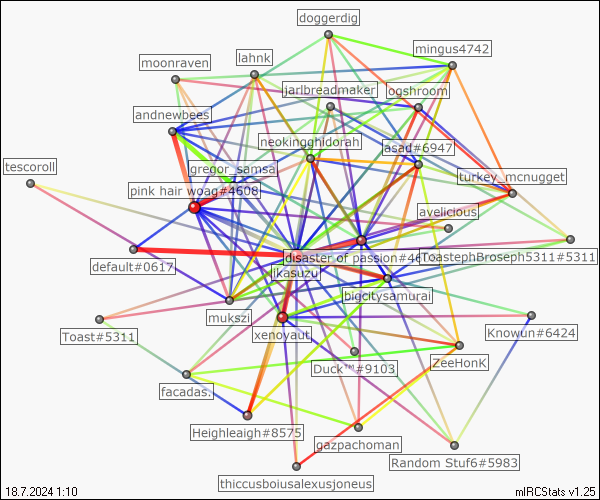 doggerdig
mingus4742
lahnk
moonraven
jarlbreadmaker
ogshroom
andnewbees
neokingghidorah
asad#6947
tescoroll
gregor_samsa
turkey_mcnugget
pink hair woag#4608
avelicious
disaster of passion#46
ToastephBroseph5311#5311
default#0617
likasuzu
bigcitysamurai
mukszi
xenoyaut
Knowun#6424
Toast#5311
Duck™#9103
ZeeHonK
facadas.
Heighleigh#8575
gazpachoman
Random Stuf6#5983
thiccusboiusalexusjoneus
18.7.2024 1:10
mIRCStats v1.25